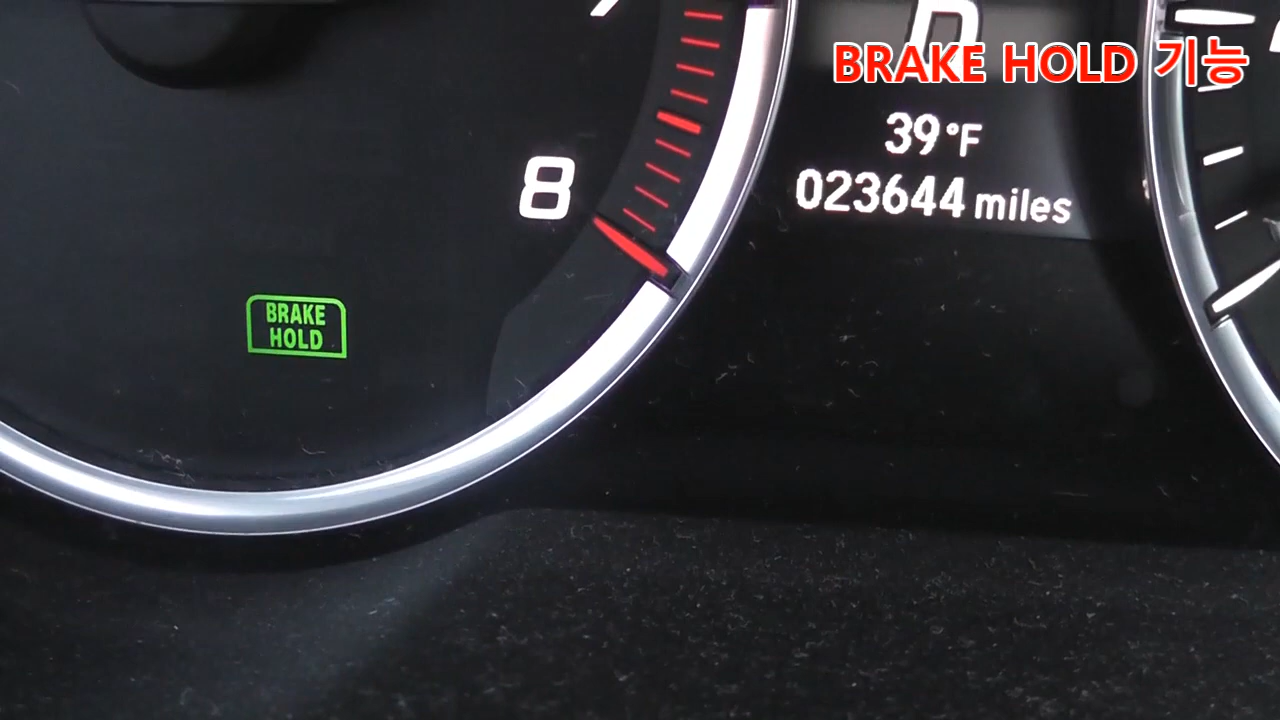 BRAKE HOLD 기능
39°F
023644 miles
8
BRAKE
HOLD